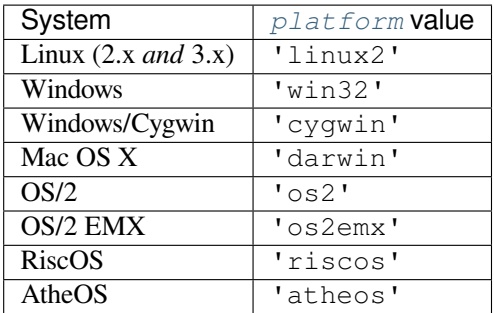 System platform value
Linux (2.x and 3.x) 'linux2'
Windows 'win32'
Windows/Cygwin 'cygwin'
Mac OS X 'darwin'
OS/2 'os2'
OS/2 EMX 'os2emx'
RiscOS 'riscos'
AtheOS 'atheos'